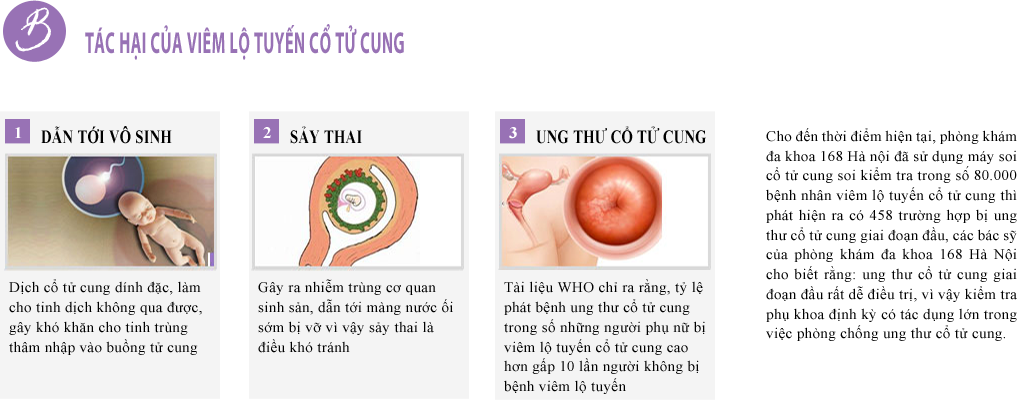 B
TÁC HẠI CỦA VIÊM LỘ TUYẾN CỔ TỬ CUNG
1 DẪN TỚI VÔ SINH
Dịch cổ tử cung dính đặc, làm
cho tinh dịch không qua được,
gây khó khăn cho tinh trùng
thâm nhập vào buồng tử cung
2 SẢY THAI
Gây ra nhiễm trùng cơ quan
sinh sản, dẫn tới màng nước ối
sớm bị vỡ vì vậy sảy thai là
điều khó tránh
3 UNG THƯ CỔ TỬ CUNG
Tài liệu WHO chỉ ra rằng, tỷ lệ
phát bệnh ung thư cổ tử cung
trong số những người phụ nữ bị
viêm lộ tuyến cổ tử cung cao
hơn gấp 10 lần người không bị
bệnh viêm lộ tuyến
Cho đến thời điểm hiện tại, phòng khám
đa khoa 168 Hà nội đã sử dụng máy soi
cổ tử cung soi kiểm tra trong số 80.000
bệnh nhân viêm lộ tuyến cổ tử cung thì
phát hiện ra có 458 trường hợp bị ung
thư cổ tử cung giai đoạn đầu, các bác sỹ
của phòng khám đa khoa 168 Hà Nội
cho biết rằng: ung thư cổ tử cung giai
đoạn đầu rất dễ điều trị, vì vậy kiểm tra
phụ khoa định kỳ có tác dụng lớn trong
việc phòng chống ung thư cổ tử cung.